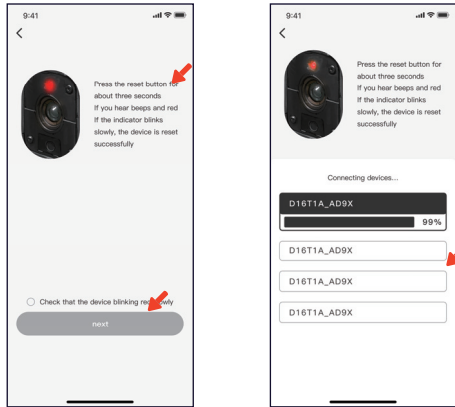 9:41
Press the reset button for
about three seconds
If you hear beeps and red
If the indicator blinks
slowly, the device is reset
successfully
Check that the device blinking red slowly
next
9:41
Press the reset button for
about three seconds
If you hear beeps and red
If the indicator blinks
slowly, the device is reset
successfully
Connecting devices...
D16T1A_AD9X
99%
D16T1A_AD9X
D16T1A_AD9X
D16T1A_AD9X